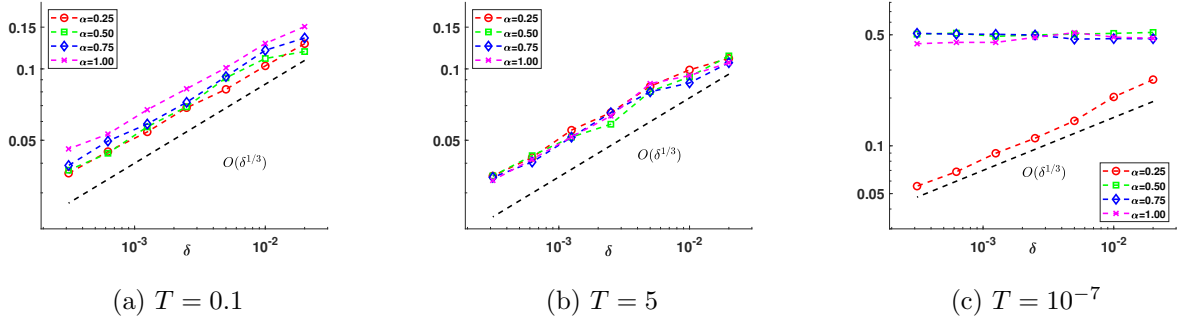 0.15
0.1
0.05
α=0.25
α=0.50
α=0.75
α=1.00
O(δ^{1/3})
10^{-3}
10^{-2}
δ
(a) T = 0.1
0.15
0.1
0.05
α=0.25
α=0.50
α=0.75
α=1.00
O(δ^{1/3})
10^{-3}
10^{-2}
δ
(b) T = 5
0.5
0.1
0.05
O(δ^{1/3})
α=0.25
α=0.50
α=0.75
α=1.00
10^{-3}
10^{-2}
δ
(c) T = 10^{-7}